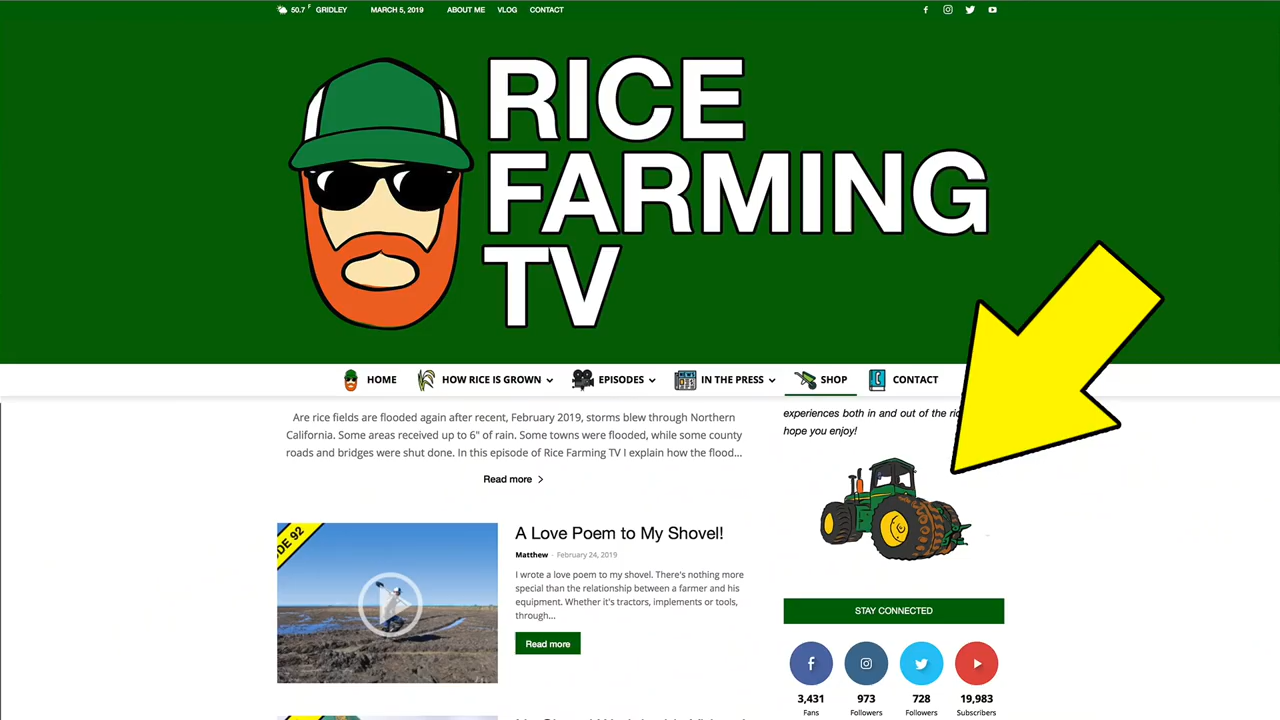 50.7 F GRIDLEY MARCH 5, 2019 ABOUT ME VLOG CONTACT
RICE
FARMING
TV
HOME HOW RICE IS GROWN EPISODES IN THE PRESS SHOP CONTACT
NEWS
Are rice fields are flooded again after recent, February 2019, storms blew through Northern
California. Some areas received up to 6" of rain. Some towns were flooded, while some county
roads and bridges were shut done. In this episode of Rice Farming TV I explain how the flood...
Read more
experiences both in and out of the
hope you enjoy!
DE 92
A Love Poem to My Shovel!
Matthew - February 24, 2019
I wrote a love poem to my shovel. There's nothing more
special than the relationship between a farmer and his
equipment. Whether it's tractors, implements or tools,
through...
Read more
STAY CONNECTED
3,431 973 728 19,983
Fans Followers Followers Subscribers